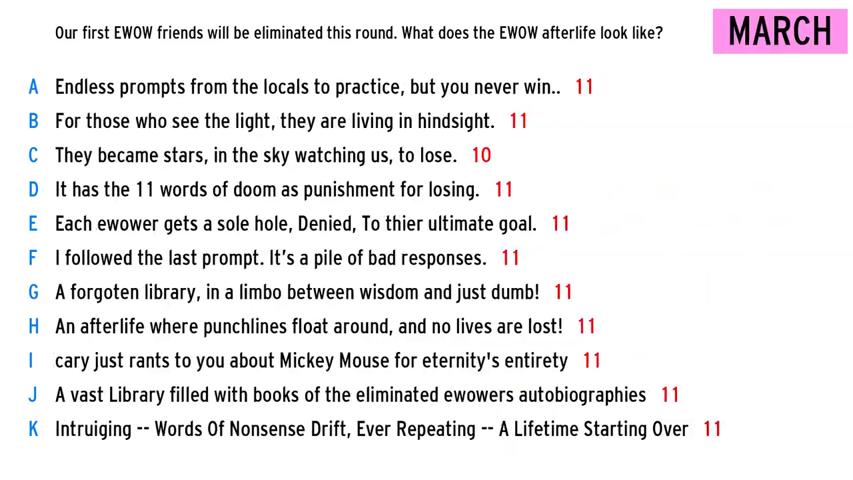 Our first EWOW friends will be eliminated this round. What does the EWOW afterlife look like?
MARCH
A Endless prompts from the locals to practice, but you never win.. 11
B For those who see the light, they are living in hindsight. 11
C They became stars, in the sky watching us, to lose. 10
D It has the 11 words of doom as punishment for losing. 11
E Each ewower gets a sole hole, Denied, To thier ultimate goal. 11
F I followed the last prompt. It's a pile of bad responses. 11
G A forgoten library, in a limbo between wisdom and just dumb! 11
H An afterlife where punchlines float around, and no lives are lost! 11
I cary just rants to you about Mickey Mouse for eternity's entirety 11
J A vast Library filled with books of the eliminated ewowers autobiographies 11
K Intruiging -- Words Of Nonsense Drift, Ever Repeating -- A Lifetime Starting Over 11